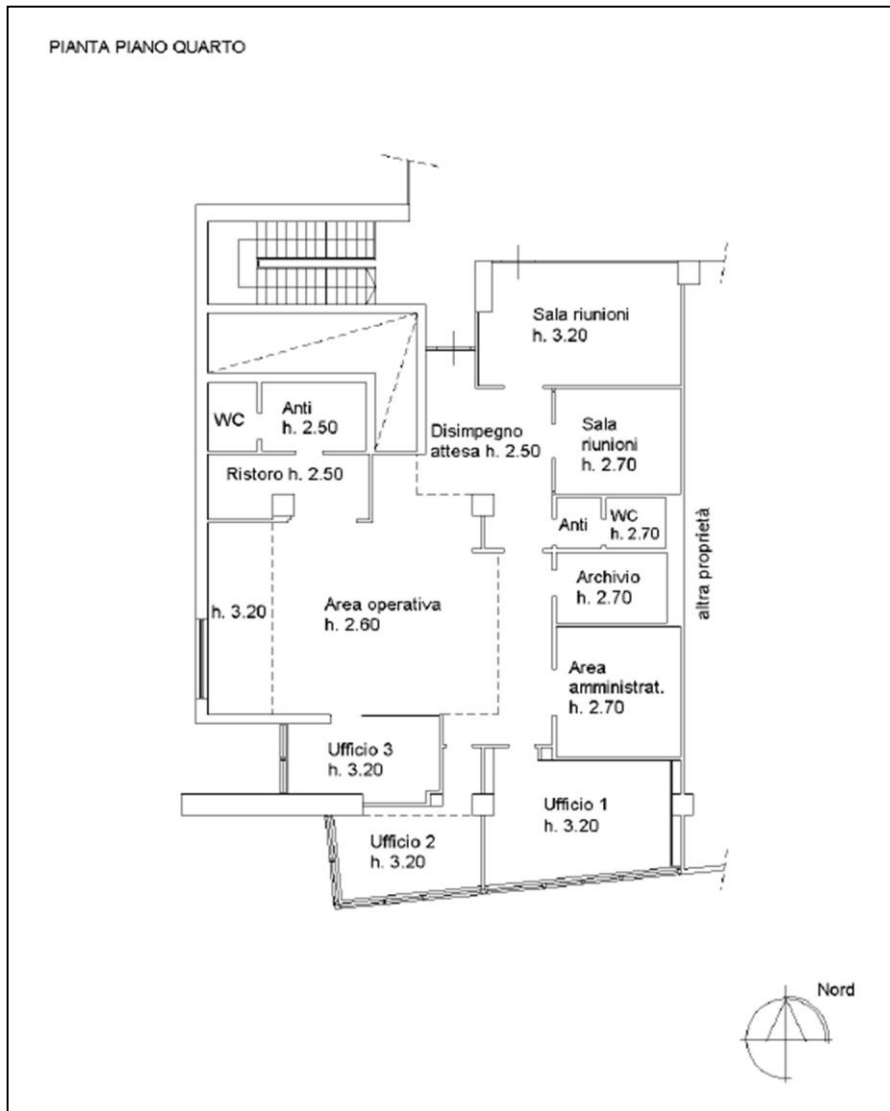 PIANTA PIANO QUARTO
Sala riunioni
h. 3.20
WC
Anti
h. 2.50
Disimpegno
attesa h. 2.50
Sala
riunioni
h. 2.70
Ristoro h. 2.50
Anti
WC
h. 2.70
altra proprietà
Archivio
h. 2.70
h. 3.20
Area operativa
h. 2.60
Area
amministrat.
h. 2.70
Ufficio 3
h. 3.20
Ufficio 1
h. 3.20
Ufficio 2
h. 3.20
Nord